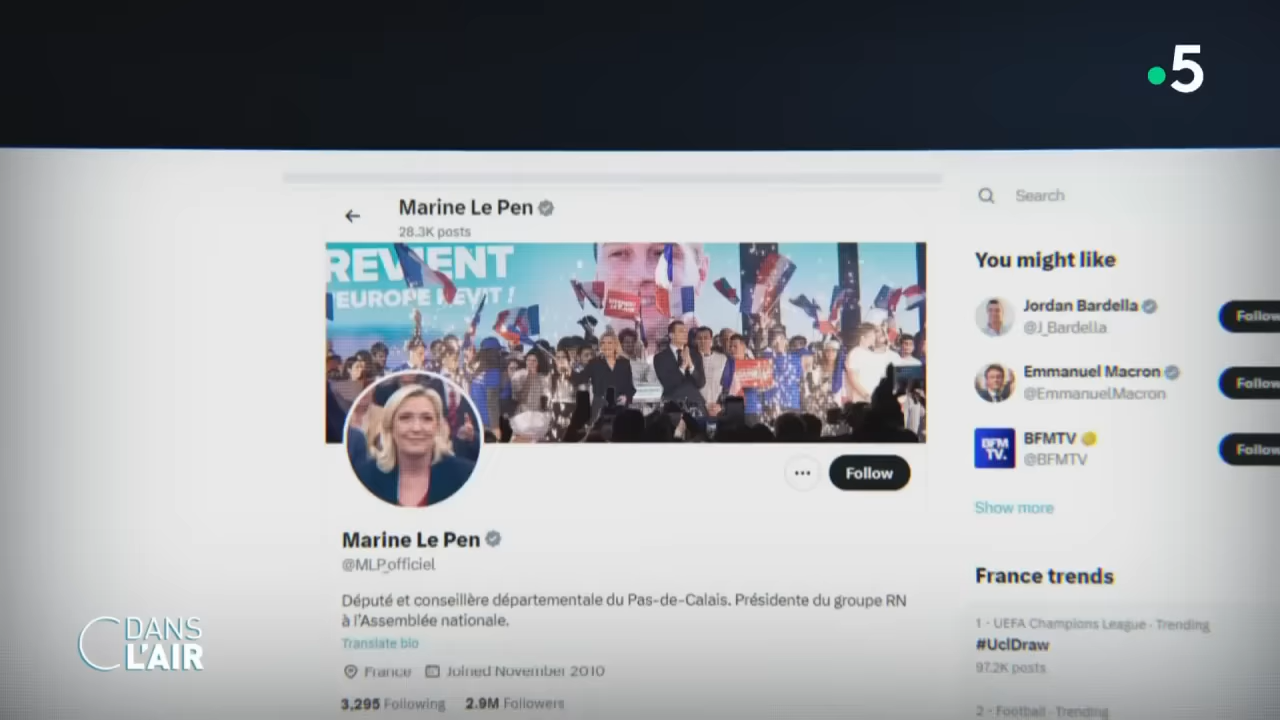 5
Marine Le Pen
28.3K posts
REVIENT
EUROPE REVIT !
Marine Le Pen
@MLP_officiel
Député et conseillère départementale du Pas-de-Calais. Présidente du groupe RN
à l'Assemblée nationale.
Translate bio
France Joined November 2010
3,295 Following 2.9M Followers
Follow
Search
You might like
Jordan Bardella
@J_Bardella
Follow
Emmanuel Macron
@EmmanuelMacron
Follow
BFM
TV.
BFMTV
@BFMTV
Follow
Show more
France trends
1 · UEFA Champions League · Trending
#UclDraw
97.2K posts
2 · Football · Trending
C DANS
L'AIR